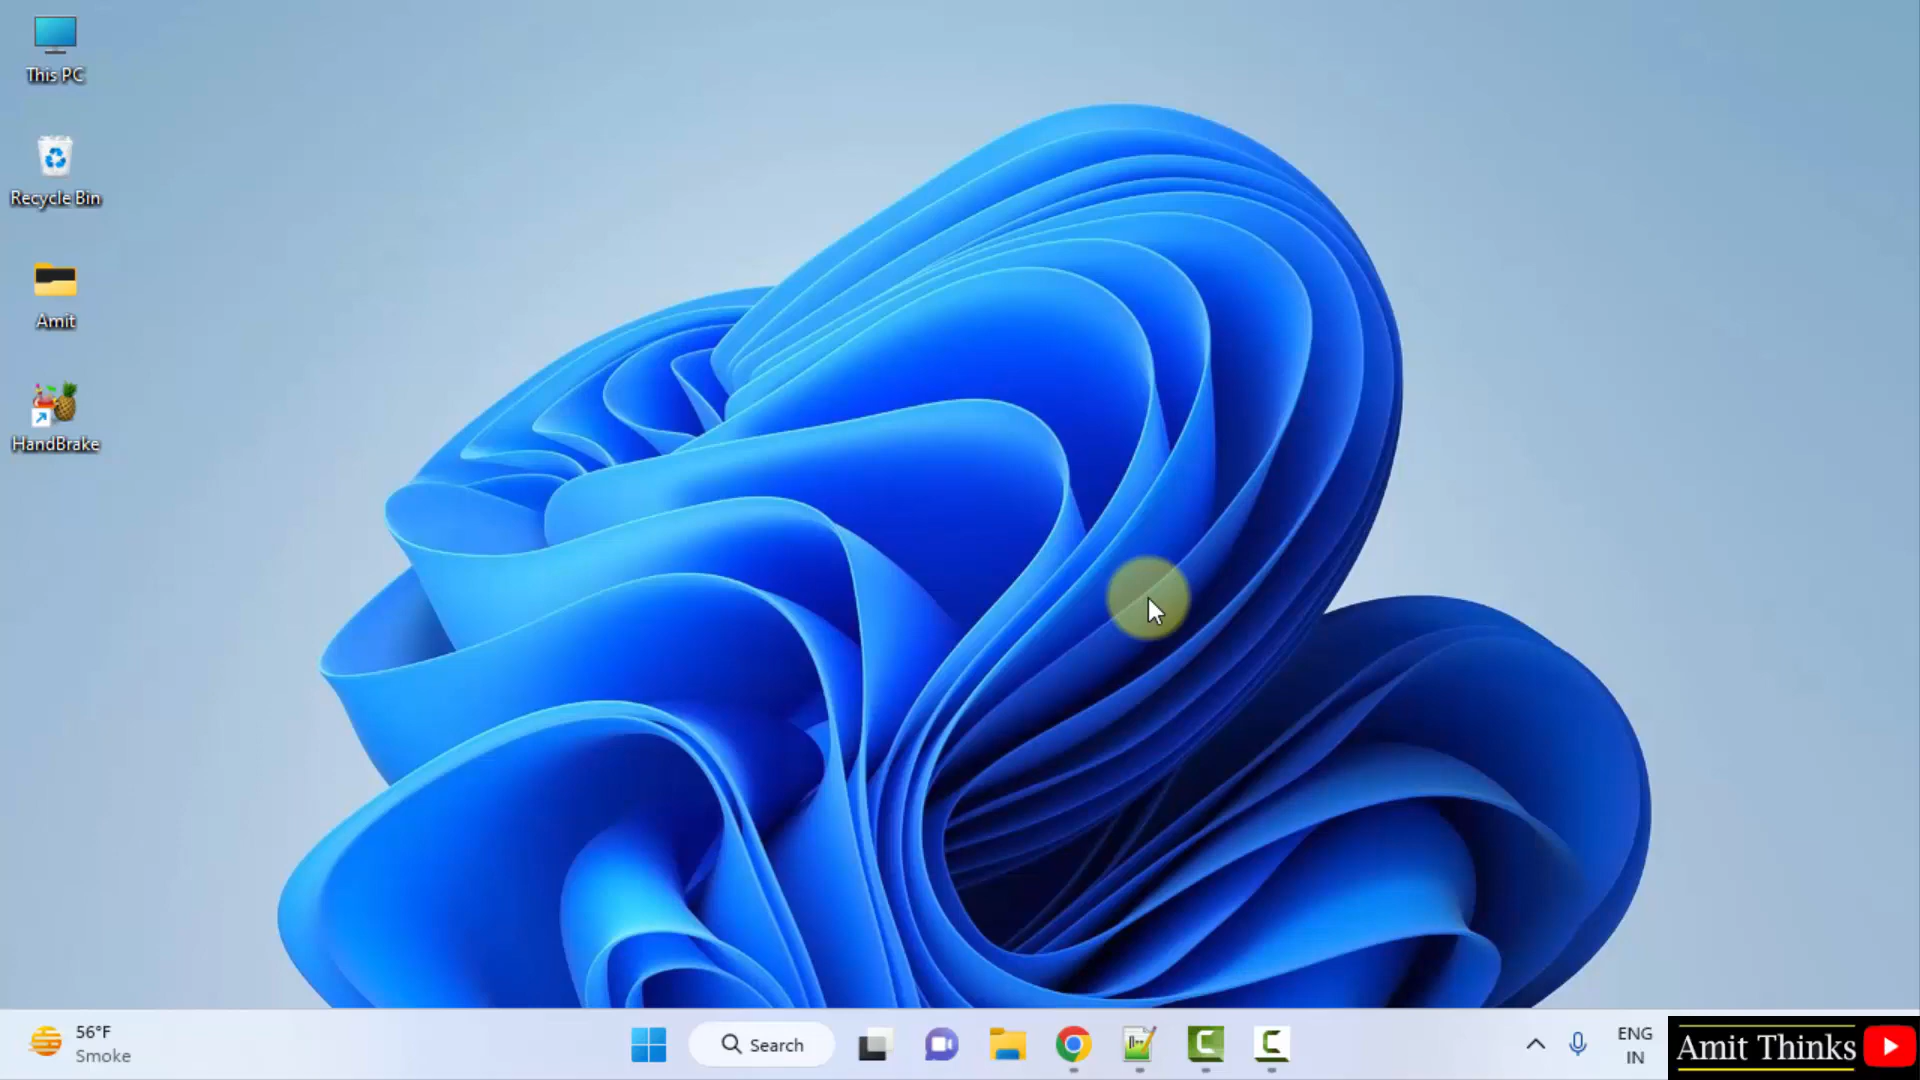 This PC
Recycle Bin
Amit
HandBrake
56°F
Smoke
Search
ENG
IN
Amit Thinks